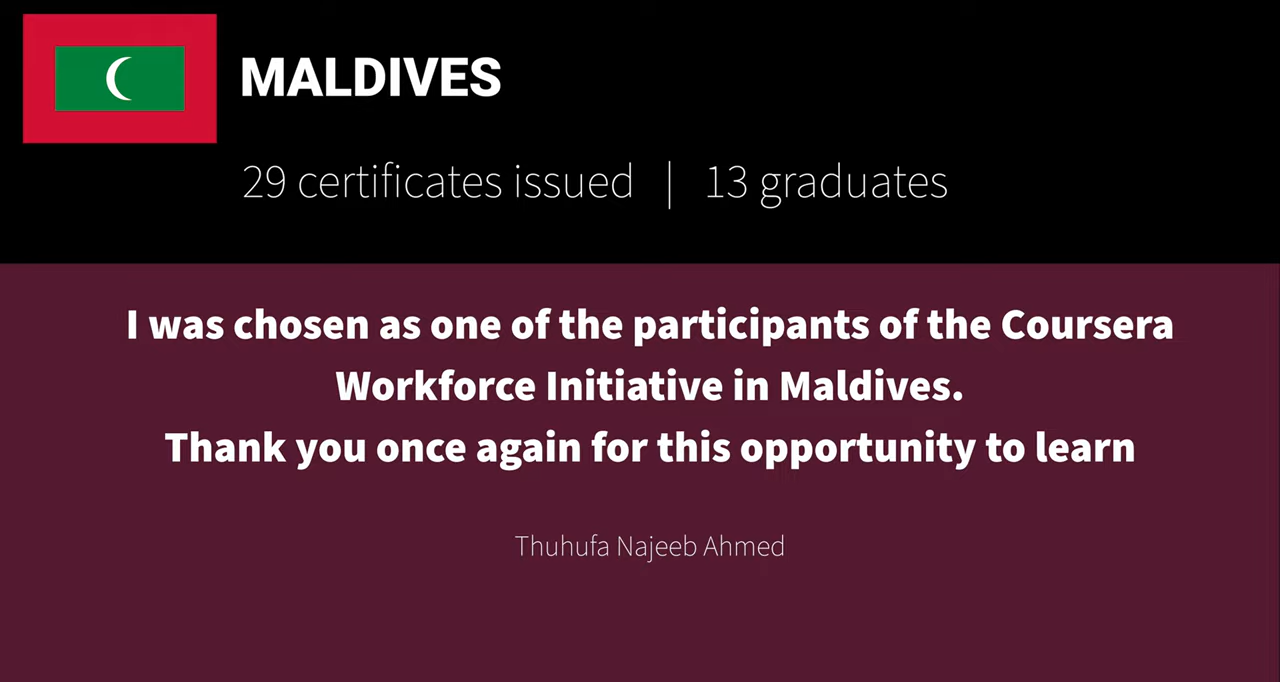 MALDIVES
29 certificates issued | 13 graduates
I was chosen as one of the participants of the Coursera
Workforce Initiative in Maldives.
Thank you once again for this opportunity to learn
Thuhufa Najeeb Ahmed